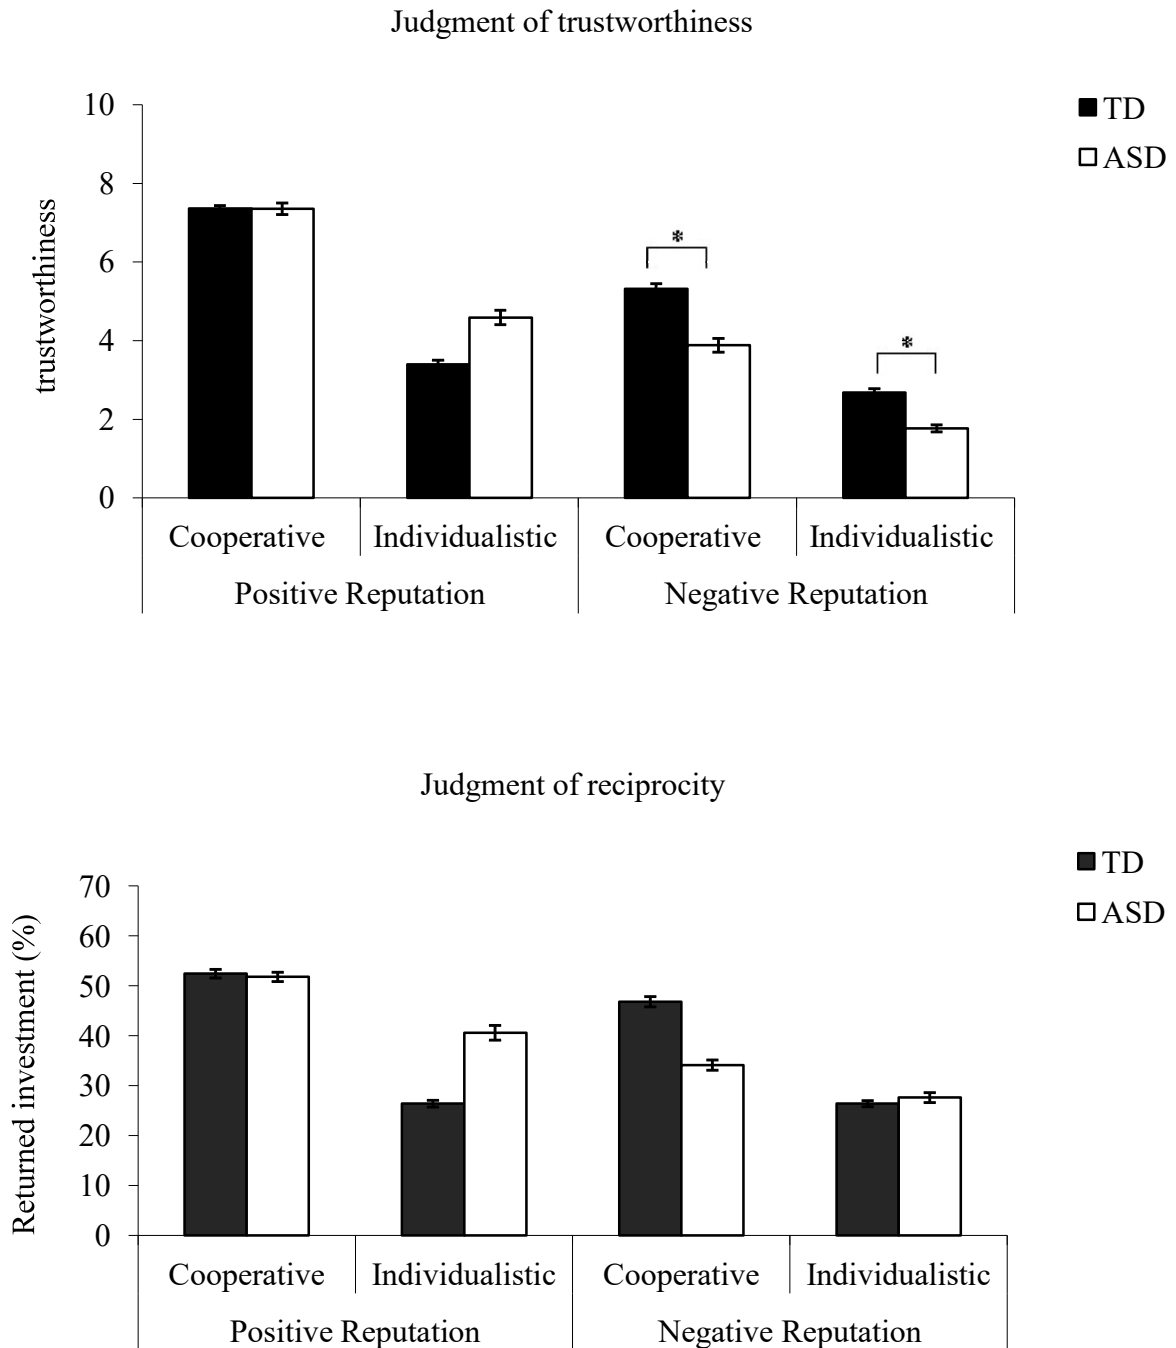 Judgment of trustworthiness
10
8
6
4
2
0
trustworthiness
TD
ASD
*
*
Cooperative Individualistic Cooperative Individualistic
Positive Reputation Negative Reputation
Judgment of reciprocity
70
60
50
40
30
20
10
0
Returned investment (%)
TD
ASD
Cooperative Individualistic Cooperative Individualistic
Positive Reputation Negative Reputation